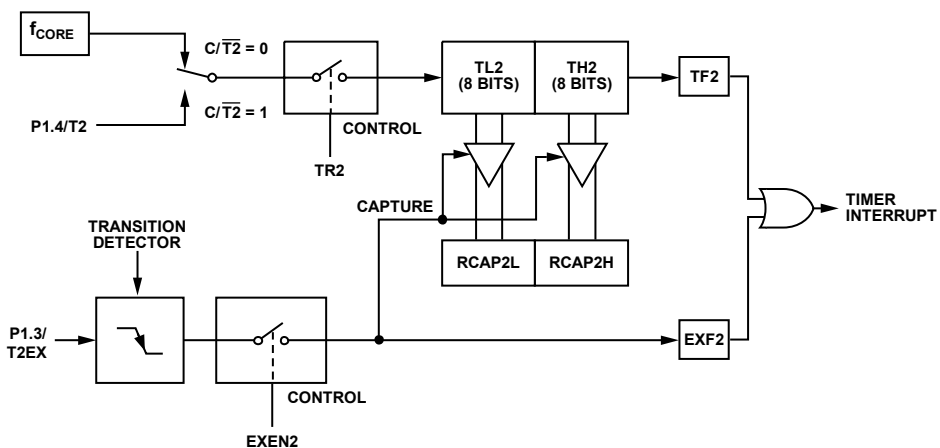 fCORE
C/T2 = 0
TL2
(8 BITS)
TH2
(8 BITS)
TF2
P1.4/T2
C/T2 = 1
CONTROL
TR2
CAPTURE
TIMER
INTERRUPT
TRANSITION
DETECTOR
RCAP2L
RCAP2H
P1.3/
T2EX
EXF2
CONTROL
EXEN2